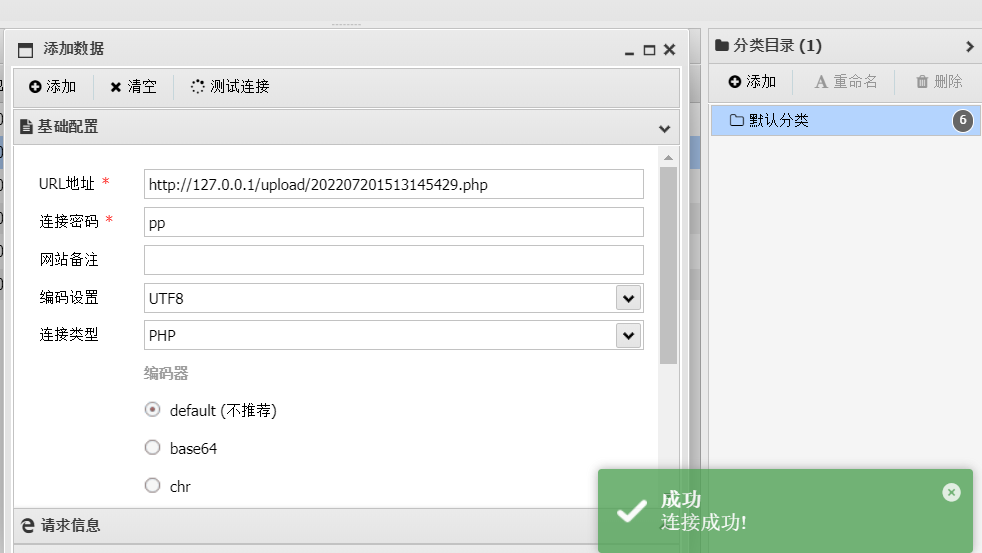 添加数据
添加 清空 测试连接
基础配置
URL地址 * http://127.0.0.1/upload/202207201513145429.php
连接密码 * pp
网站备注
编码设置 UTF8
连接类型 PHP
编码器
default (不推荐)
base64
chr
请求信息
分类目录 (1)
添加 重命名 删除
默认分类 6
成功
连接成功!